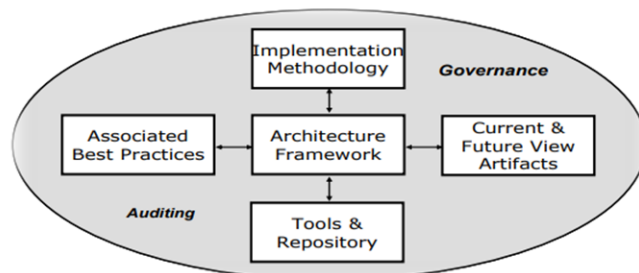 Implementation
Methodology
Governance
Associated
Best Practices
Architecture
Framework
Current &
Future View
Artifacts
Auditing
Tools &
Repository